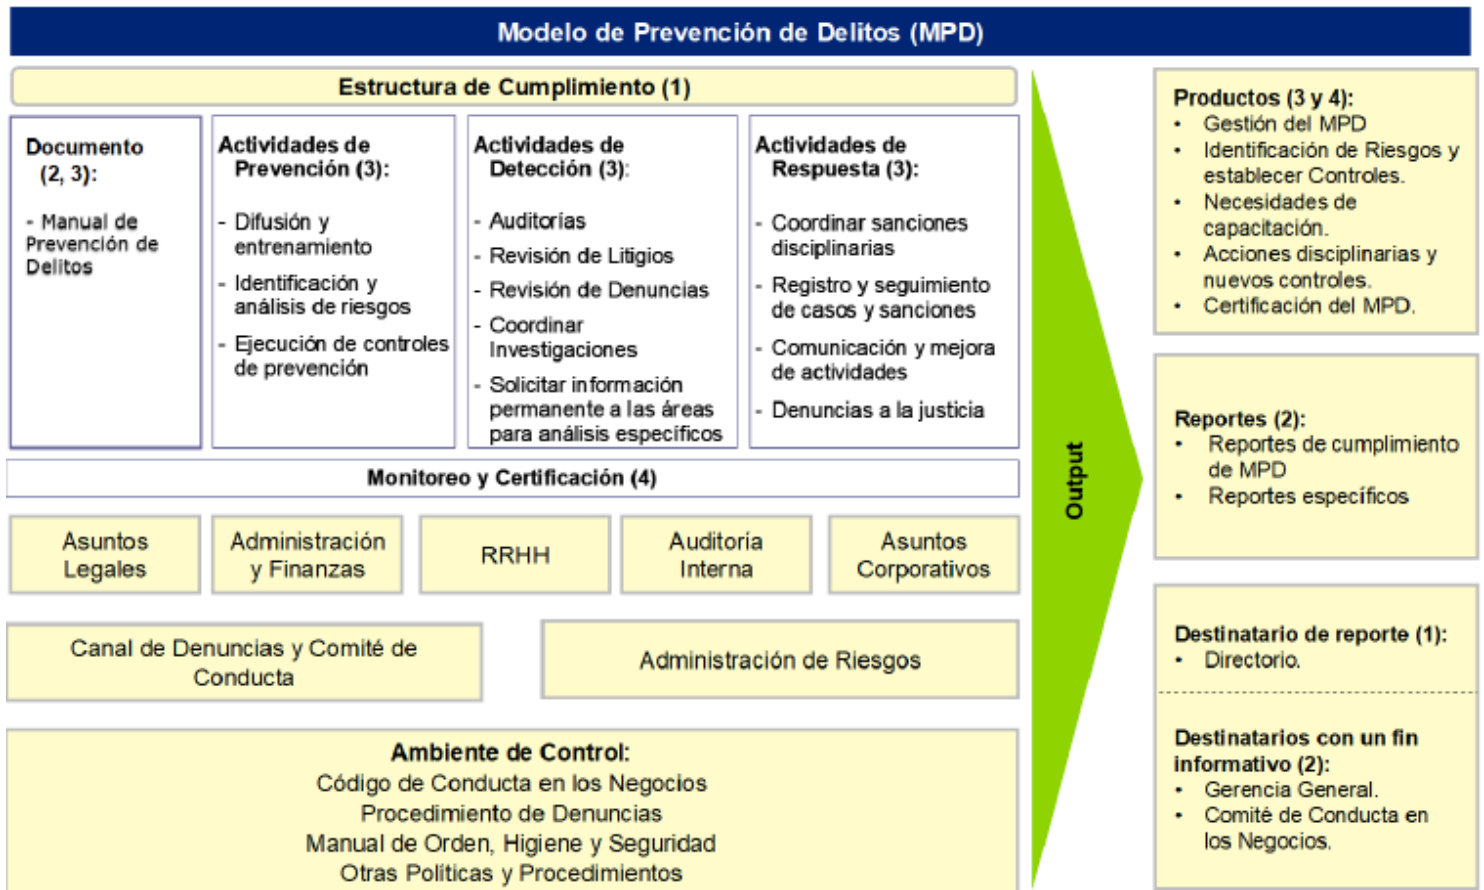 Modelo de Prevención de Delitos (MPD)
Estructura de Cumplimiento (1)
Documento
(2, 3):
- Manual de
Prevención de
Delitos
Actividades de
Prevención (3):
- Difusión y
entrenamiento
- Identificación y
análisis de riesgos
- Ejecución de controles
de prevención
Actividades de
Detección (3):
- Auditorías
- Revisión de Litigios
- Revisión de Denuncias
- Coordinar
Investigaciones
- Solicitar información
permanente a las áreas
para análisis específicos
Actividades de
Respuesta (3):
- Coordinar sanciones
disciplinarias
- Registro y seguimiento
de casos y sanciones
- Comunicación y mejora
de actividades
- Denuncias a la justicia
Monitoreo y Certificación (4)
Asuntos
Legales
Administración
y Finanzas
RRHH
Auditoría
Interna
Asuntos
Corporativos
Canal de Denuncias y Comité de
Conducta
Administración de Riesgos
Ambiente de Control:
Código de Conducta en los Negocios
Procedimiento de Denuncias
Manual de Orden, Higiene y Seguridad
Otras Políticas y Procedimientos
Output
Productos (3 y 4):
• Gestión del MPD
• Identificación de Riesgos y
establecer Controles.
• Necesidades de
capacitación.
• Acciones disciplinarias y
nuevos controles.
• Certificación del MPD.
Reportes (2):
• Reportes de cumplimiento
de MPD
• Reportes específicos
Destinatario de reporte (1):
• Directorio.
Destinatarios con un fin
informativo (2):
• Gerencia General.
• Comité de Conducta en
los Negocios.